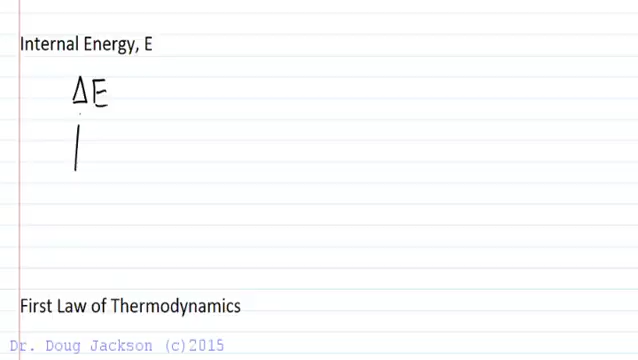 Internal Energy, E
ΔE
First Law of Thermodynamics
Dr. Doug Jackson (c)2015